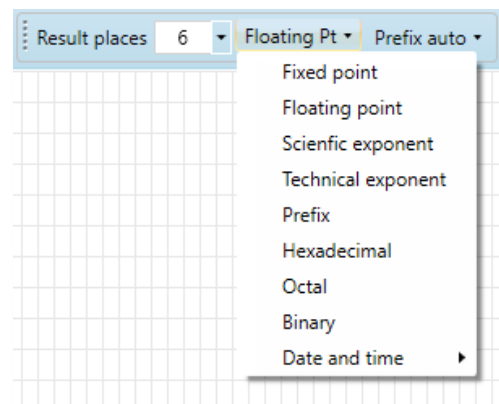 Result places 6 Floating Pt Prefix auto
Fixed point
Floating point
Scienfic exponent
Technical exponent
Prefix
Hexadecimal
Octal
Binary
Date and time